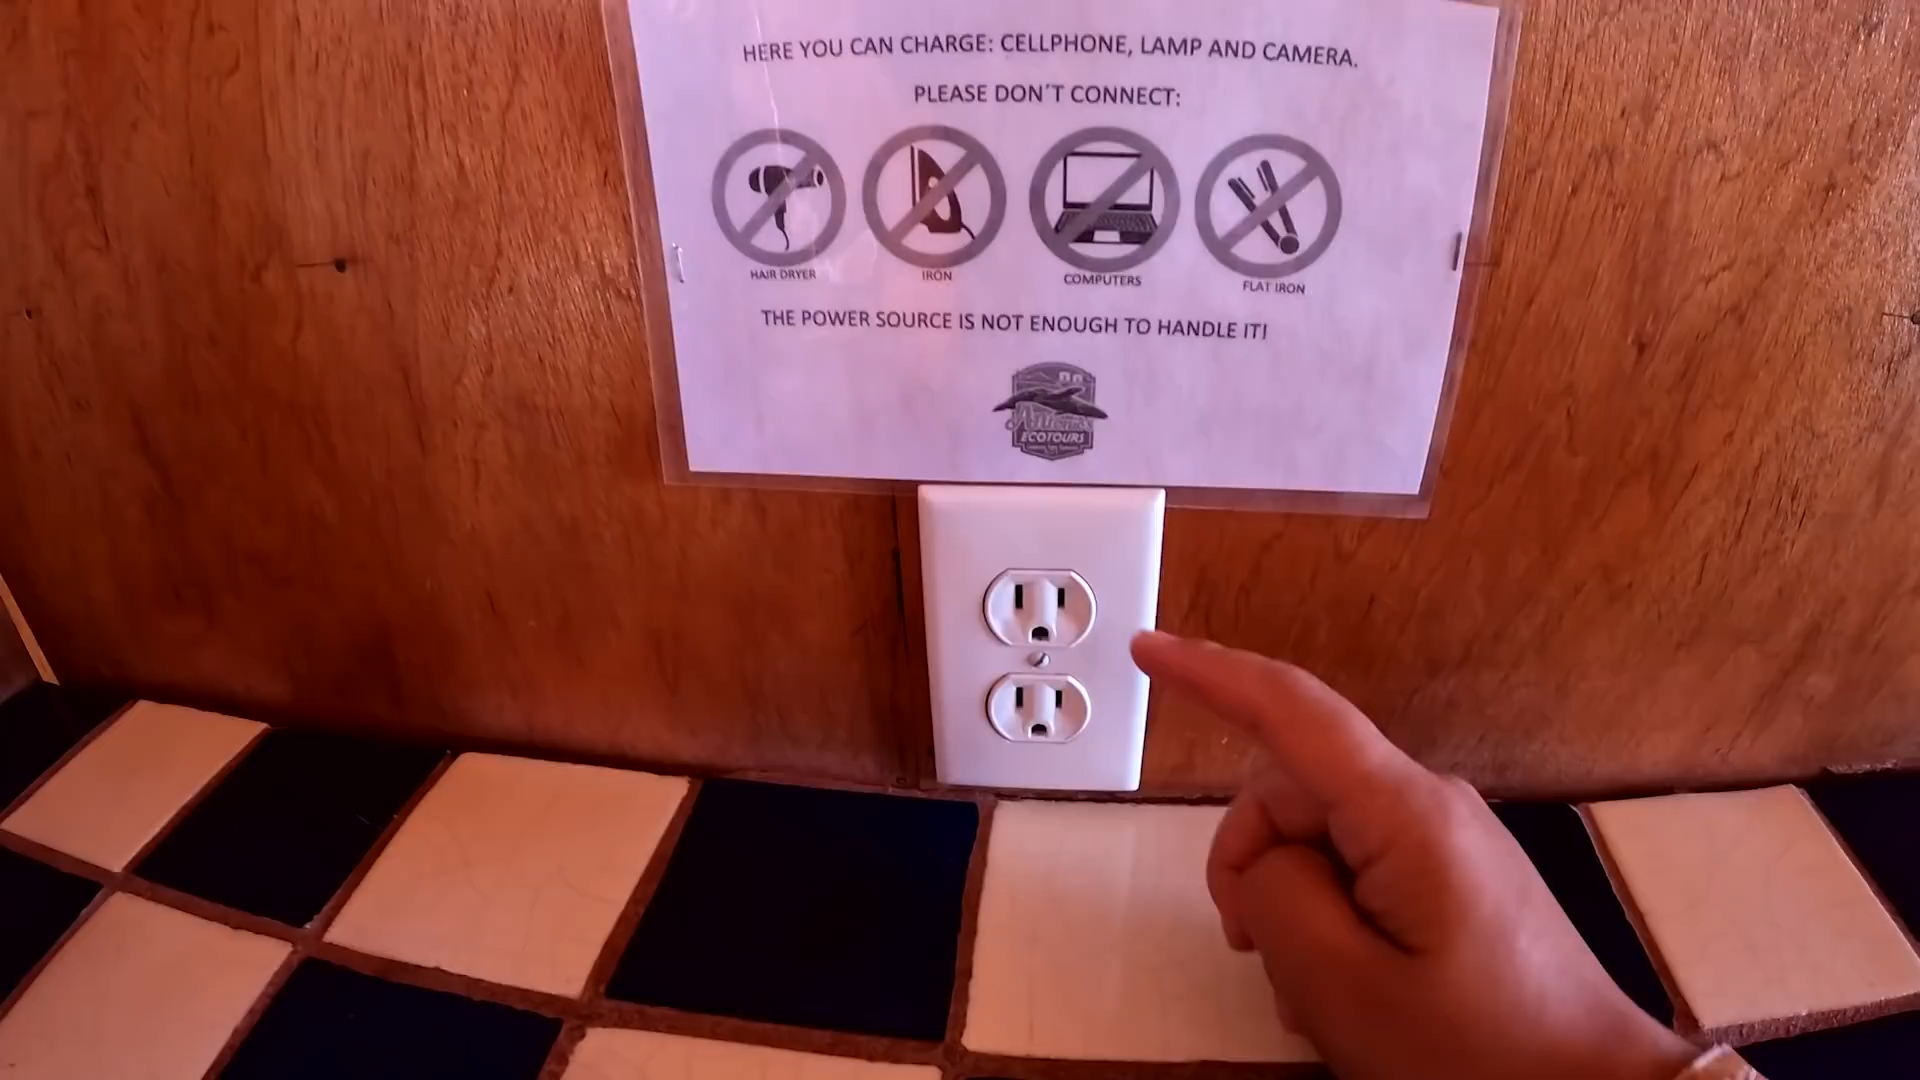 HERE YOU CAN CHARGE: CELLPHONE, LAMP AND CAMERA.
PLEASE DON´T CONNECT:
HAIR DRYER
IRON
COMPUTERS
FLAT IRON
THE POWER SOURCE IS NOT ENOUGH TO HANDLE IT!
ECOTOURS